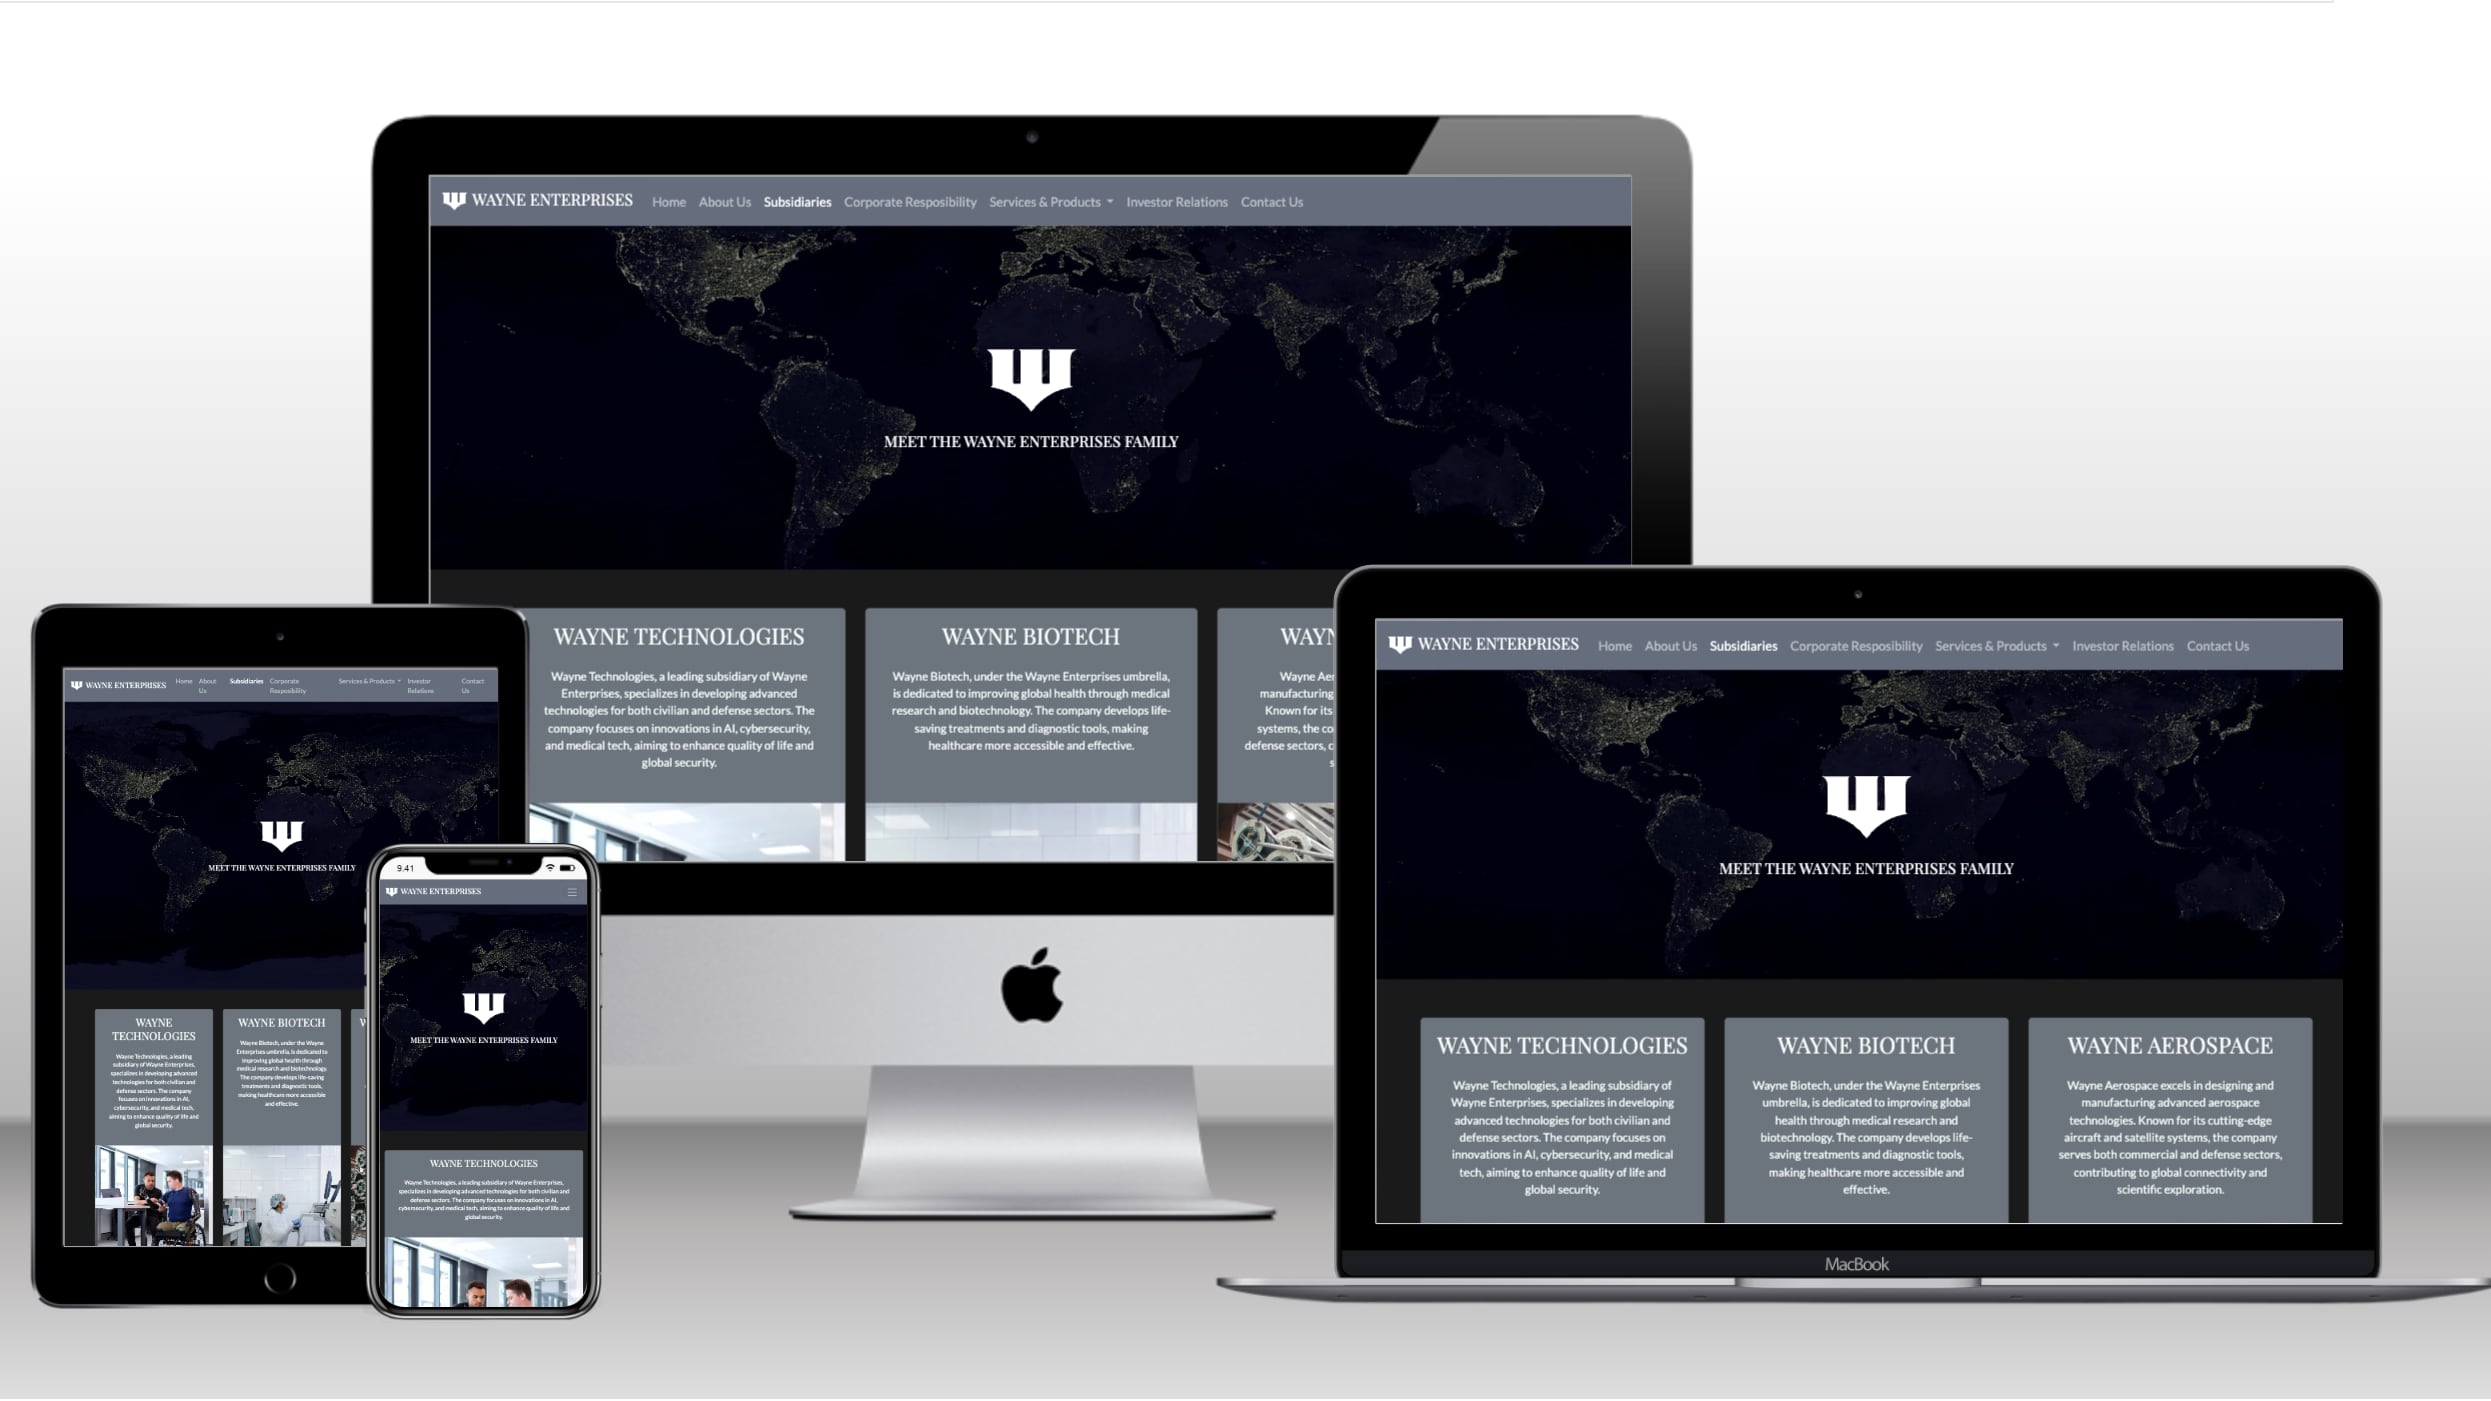 WAYNE ENTERPRISES Home About Us Subsidiaries Corporate Resposibility Services & Products Investor Relations Contact Us
MEET THE WAYNE ENTERPRISES FAMILY
WAYNE TECHNOLOGIES
Wayne Technologies, a leading subsidiary of Wayne
Enterprises, specializes in developing advanced
technologies for both civilian and defense sectors. The
company focuses on innovations in AI, cybersecurity,
and medical tech, aiming to enhance quality of life and
global security.
WAYNE BIOTECH
Wayne Biotech, under the Wayne Enterprises umbrella,
is dedicated to improving global health through medical
research and biotechnology. The company develops life-
saving treatments and diagnostic tools, making
healthcare more accessible and effective.
WAYN
Wayne Aer
manufacturing
Known for its
systems, the co
defense sectors, c
s
WAYNE ENTERPRISES Home About Us Subsidiaries Corporate Resposibility Services & Products Investor Relations Contact Us
MEET THE WAYNE ENTERPRISES FAMILY
WAYNE
TECHNOLOGIES
Wayne Technologies, a leading
subsidiary of Wayne Enterprises,
specializes in developing advanced
technologies for both civilian and
defense sectors. The company
focuses on innovations in AI,
cybersecurity, and medical tech,
aiming to enhance quality of life and
global security.
WAYNE BIOTECH
Wayne Biotech, under the Wayne
Enterprises umbrella, is dedicated to
improving global health through
medical research and biotechnology.
The company develops life-saving
treatments and diagnostic tools,
making healthcare more accessible
and effective.
W
9:41
WAYNE ENTERPRISES
MEET THE WAYNE ENTERPRISES FAMILY
WAYNE TECHNOLOGIES
Wayne Technologies, a leading subsidiary of Wayne Enterprises,
specializes in developing advanced technologies for both civilian and
defense sectors. The company focuses on innovations in AI,
cybersecurity, and medical tech, aiming to enhance quality of life and
global security.
WAYNE ENTERPRISES Home About Us Subsidiaries Corporate Resposibility Services & Products Investor Relations Contact Us
MEET THE WAYNE ENTERPRISES FAMILY
WAYNE TECHNOLOGIES
Wayne Technologies, a leading subsidiary of
Wayne Enterprises, specializes in developing
advanced technologies for both civilian and
defense sectors. The company focuses on
innovations in AI, cybersecurity, and medical
tech, aiming to enhance quality of life and
global security.
WAYNE BIOTECH
Wayne Biotech, under the Wayne Enterprises
umbrella, is dedicated to improving global
health through medical research and
biotechnology. The company develops life-
saving treatments and diagnostic tools,
making healthcare more accessible and
effective.
WAYNE AEROSPACE
Wayne Aerospace excels in designing and
manufacturing advanced aerospace
technologies. Known for its cutting-edge
aircraft and satellite systems, the company
serves both commercial and defense sectors,
contributing to global connectivity and
scientific exploration.
MacBook